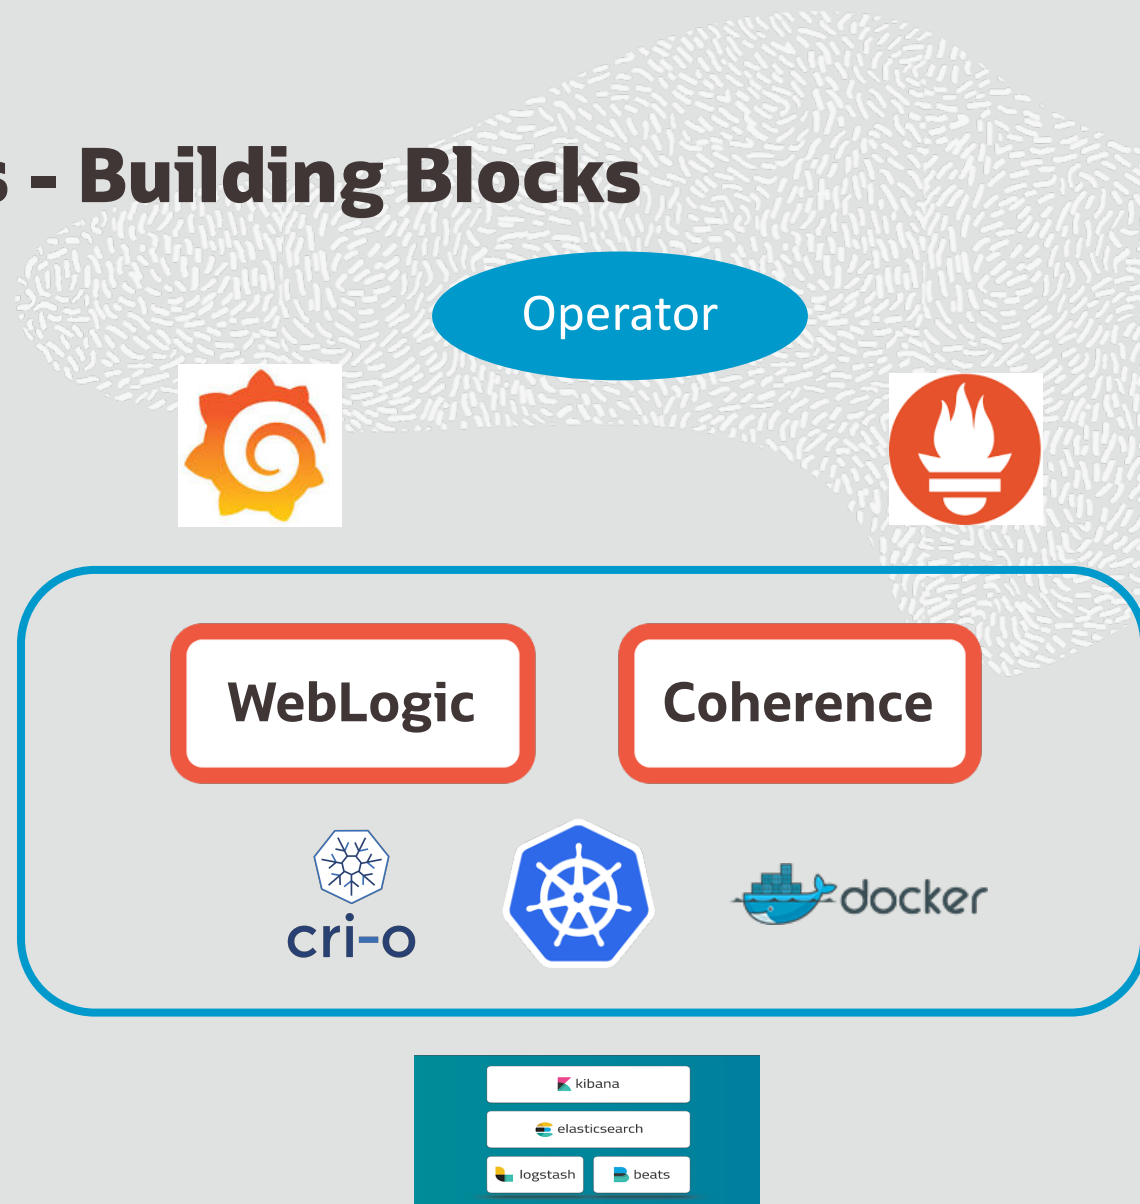 s - Building Blocks
Operator
WebLogic
Coherence
cri-o
docker
kibana
elasticsearch
logstash
beats